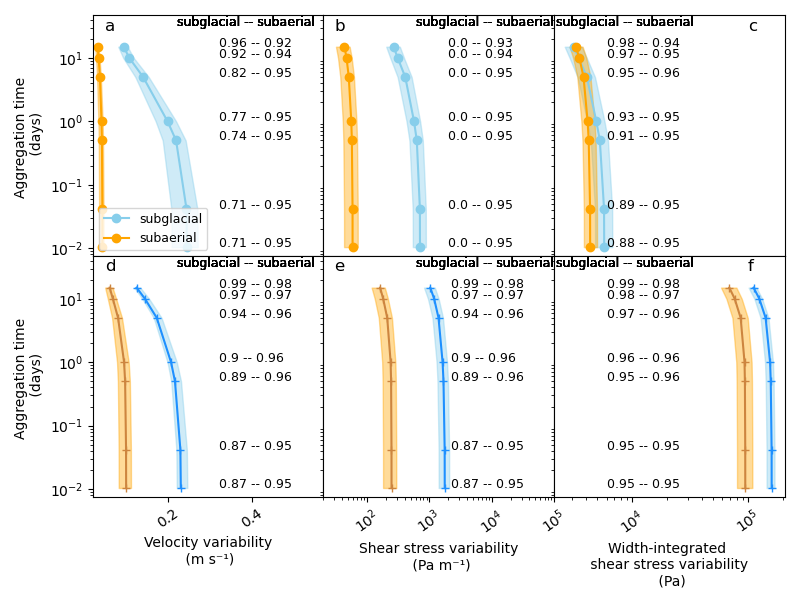 a subglacial -- subaerial
b subglacial -- subaerial
subglacial -- subaerial c
10¹
10⁰
10⁻¹
10⁻²
Aggregation time
(days)
0.96 -- 0.92
0.92 -- 0.94
0.82 -- 0.95
0.77 -- 0.95
0.74 -- 0.95
0.71 -- 0.95
0.71 -- 0.95
subglacial
subaerial
0.0 -- 0.93
0.0 -- 0.94
0.0 -- 0.95
0.0 -- 0.95
0.0 -- 0.95
0.0 -- 0.95
0.0 -- 0.95
0.98 -- 0.94
0.97 -- 0.95
0.95 -- 0.96
0.93 -- 0.95
0.91 -- 0.95
0.89 -- 0.95
0.88 -- 0.95
d subglacial -- subaerial
e subglacial -- subaerial
subglacial -- subaerial f
10¹
10⁰
10⁻¹
10⁻²
Aggregation time
(days)
0.99 -- 0.98
0.97 -- 0.97
0.94 -- 0.96
0.9 -- 0.96
0.89 -- 0.96
0.87 -- 0.95
0.87 -- 0.95
0.99 -- 0.98
0.97 -- 0.97
0.94 -- 0.96
0.9 -- 0.96
0.89 -- 0.96
0.87 -- 0.95
0.87 -- 0.95
0.99 -- 0.98
0.98 -- 0.97
0.97 -- 0.96
0.96 -- 0.96
0.95 -- 0.96
0.95 -- 0.95
0.95 -- 0.95
0.2 0.4
10² 10³ 10⁴ 10⁵
10⁴ 10⁵
Velocity variability
(m s⁻¹)
Shear stress variability
(Pa m⁻¹)
Width-integrated
shear stress variability
(Pa)